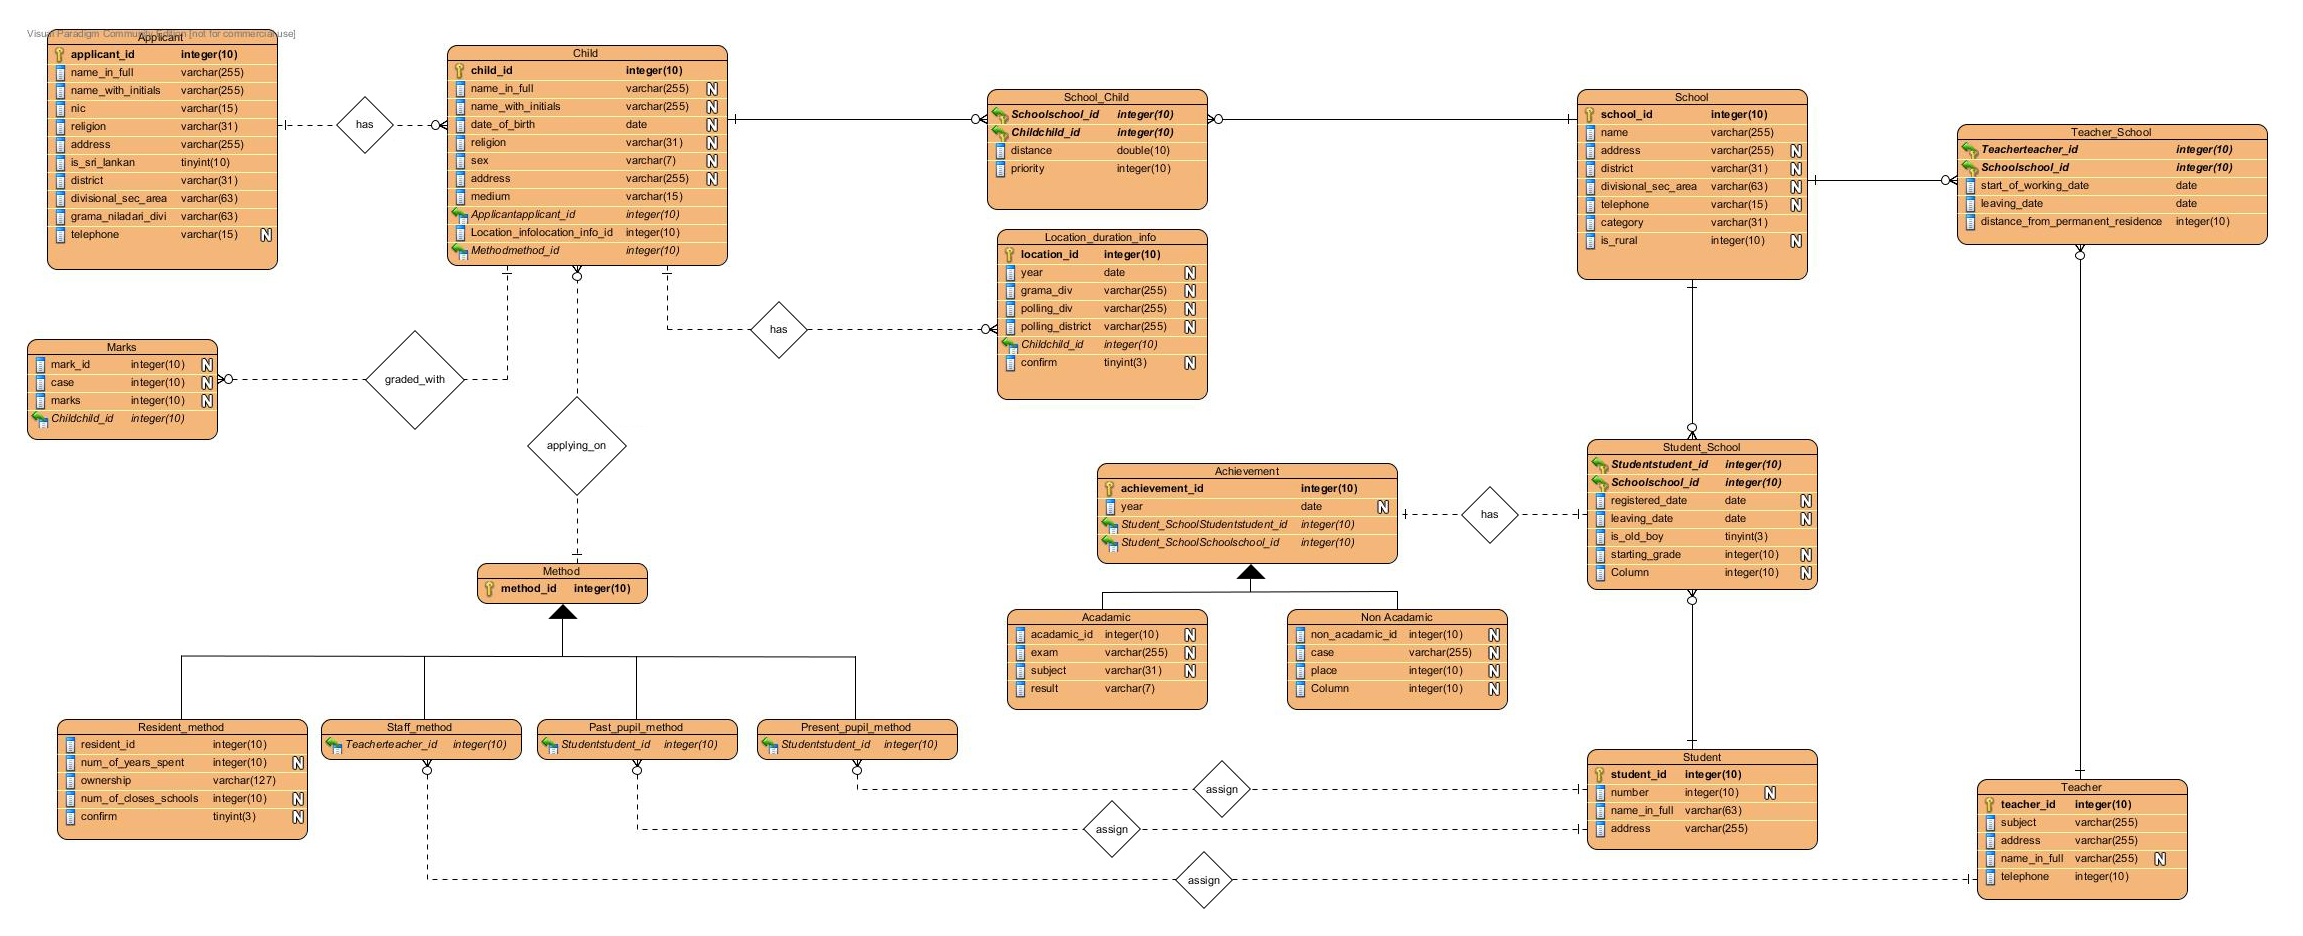 Visual Paradigm Community Edition [not for commercial use]
Applicant
applicant_id integer(10)
name_in_full varchar(255)
name_with_initials varchar(255)
nic varchar(15)
religion varchar(31)
address varchar(255)
is_sri_lankan tinyint(10)
district varchar(31)
divisional_sec_area varchar(63)
grama_niladari_divi varchar(63)
telephone varchar(15) N
has
Child
child_id integer(10)
name_in_full varchar(255) N
name_with_initials varchar(255) N
date_of_birth date N
religion varchar(31) N
sex varchar(7) N
address varchar(255) N
medium varchar(15)
Applicantapplicant_id integer(10)
Location_infolocation_info_id integer(10)
Methodmethod_id integer(10)
School_Child
Schoolschool_id integer(10)
Childchild_id integer(10)
distance double(10)
priority integer(10)
School
school_id integer(10)
name varchar(255)
address varchar(255) N
district varchar(31) N
divisional_sec_area varchar(63) N
telephone varchar(15) N
category varchar(31)
is_rural integer(10) N
Teacher_School
Teacherteacher_id integer(10)
Schoolschool_id integer(10)
start_of_working_date date
leaving_date date
distance_from_permanent_residence integer(10)
Location_duration_info
location_id integer(10)
year date N
grama_div varchar(255) N
polling_div varchar(255) N
polling_district varchar(255) N
Childchild_id integer(10)
confirm tinyint(3) N
has
Marks
mark_id integer(10) N
case integer(10) N
marks integer(10) N
Childchild_id integer(10)
graded_with
applying_on
Achievement
achievement_id integer(10)
year date N
Student_SchoolStudentstudent_id integer(10)
Student_SchoolSchoolschool_id integer(10)
has
Student_School
Studentstudent_id integer(10)
Schoolschool_id integer(10)
registered_date date N
leaving_date date N
is_old_boy tinyint(3)
starting_grade integer(10) N
Column integer(10) N
Method
method_id integer(10)
Acadamic
acadamic_id integer(10) N
exam varchar(255) N
subject varchar(31) N
result varchar(7)
Non Acadamic
non_acadamic_id integer(10) N
case varchar(255) N
place integer(10) N
Column integer(10) N
Resident_method
resident_id integer(10)
num_of_years_spent integer(10) N
ownership varchar(127)
num_of_closes_schools integer(10) N
confirm tinyint(3) N
Staff_method
Teacherteacher_id integer(10)
Past_pupil_method
Studentstudent_id integer(10)
Present_pupil_method
Studentstudent_id integer(10)
assign
assign
assign
Student
student_id integer(10)
number integer(10) N
name_in_full varchar(63)
address varchar(255)
Teacher
teacher_id integer(10)
subject varchar(255)
address varchar(255)
name_in_full varchar(255) N
telephone integer(10)